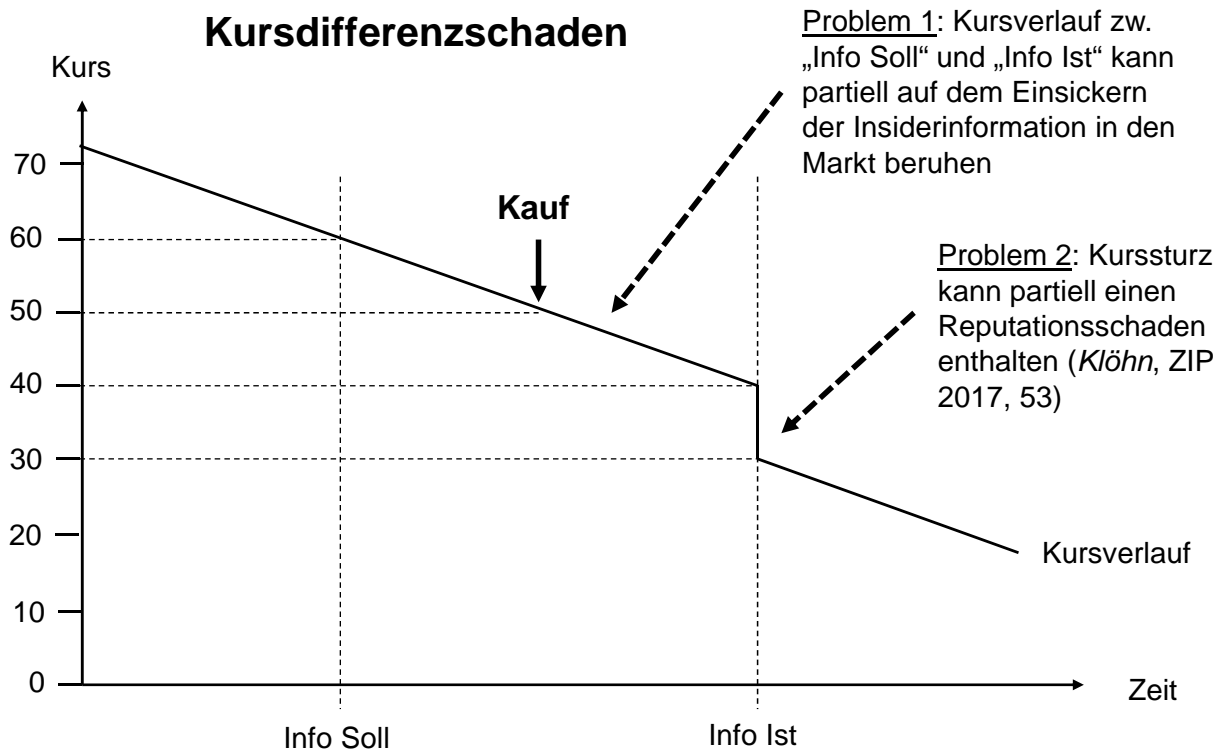 Kursdifferenzschaden
Problem 1: Kursverlauf zw.
„Info Soll“ und „Info Ist“ kann
partiell auf dem Einsickern
der Insiderinformation in den
Markt beruhen
Kurs
70
60
50
40
30
20
10
0
Kauf
Problem 2: Kurssturz
kann partiell einen
Reputationsschaden
enthalten (Klöhn, ZIP
2017, 53)
Kursverlauf
Zeit
Info Soll
Info Ist